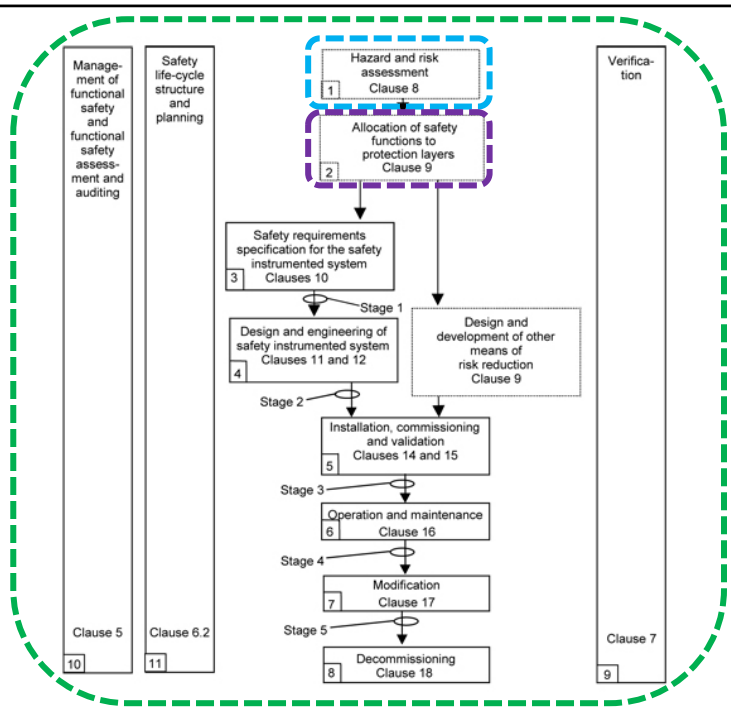 Manage-
ment of
functional
safety
and
functional
safety
assess-
ment and
auditing
Clause 5
10
Safety
life-cycle
structure
and
planning
Clause 6.2
11
Hazard and risk
assessment
Clause 8
1
Allocation of safety
functions to
protection layers
Clause 9
2
Safety requirements
specification for the safety
instrumented system
Clauses 10
3
Stage 1
Design and engineering of
safety instrumented system
Clauses 11 and 12
4
Design and
development of other
means of
risk reduction
Clause 9
Stage 2
Installation, commissioning
and validation
Clauses 14 and 15
5
Stage 3
Operation and maintenance
Clause 16
6
Stage 4
Modification
Clause 17
7
Stage 5
Decommissioning
Clause 18
8
Verifica-
tion
Clause 7
9